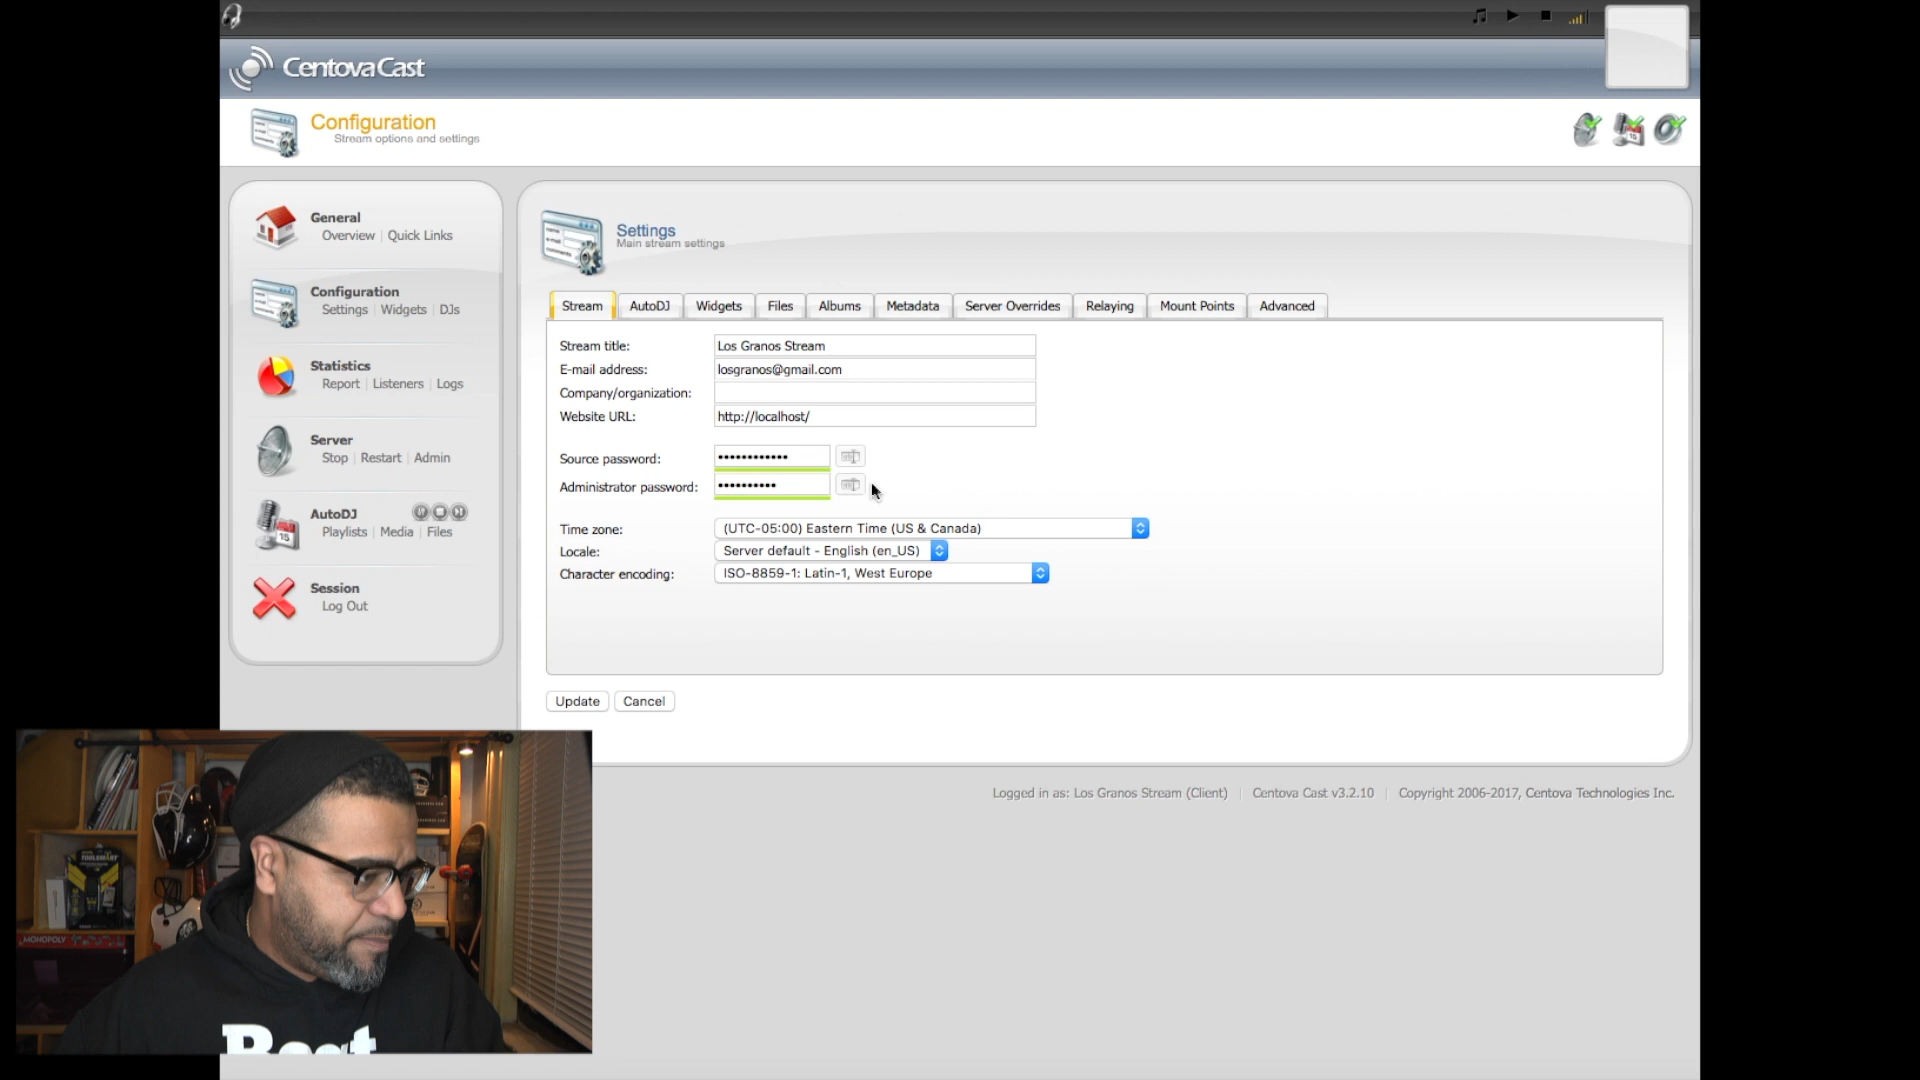 CentovaCast
Configuration
Stream options and settings
General
Overview | Quick Links
Configuration
Settings | Widgets | DJs
Statistics
Report | Listeners | Logs
Server
Stop | Restart | Admin
AutoDJ
Playlists | Media | Files
Session
Log Out
Settings
Main stream settings
Stream AutoDJ Widgets Files Albums Metadata Server Overrides Relaying Mount Points Advanced
Stream title: Los Granos Stream
E-mail address: losgranos@gmail.com
Company/organization:
Website URL: http://localhost/
Source password: ••••••••••••
Administrator password: ••••••••••
Time zone: (UTC-05:00) Eastern Time (US & Canada)
Locale: Server default - English (en_US)
Character encoding: ISO-8859-1: Latin-1, West Europe
Update Cancel
Logged in as: Los Granos Stream (Client) | Centova Cast v3.2.10 | Copyright 2006-2017, Centova Technologies Inc.
MONOPOLY
Beat